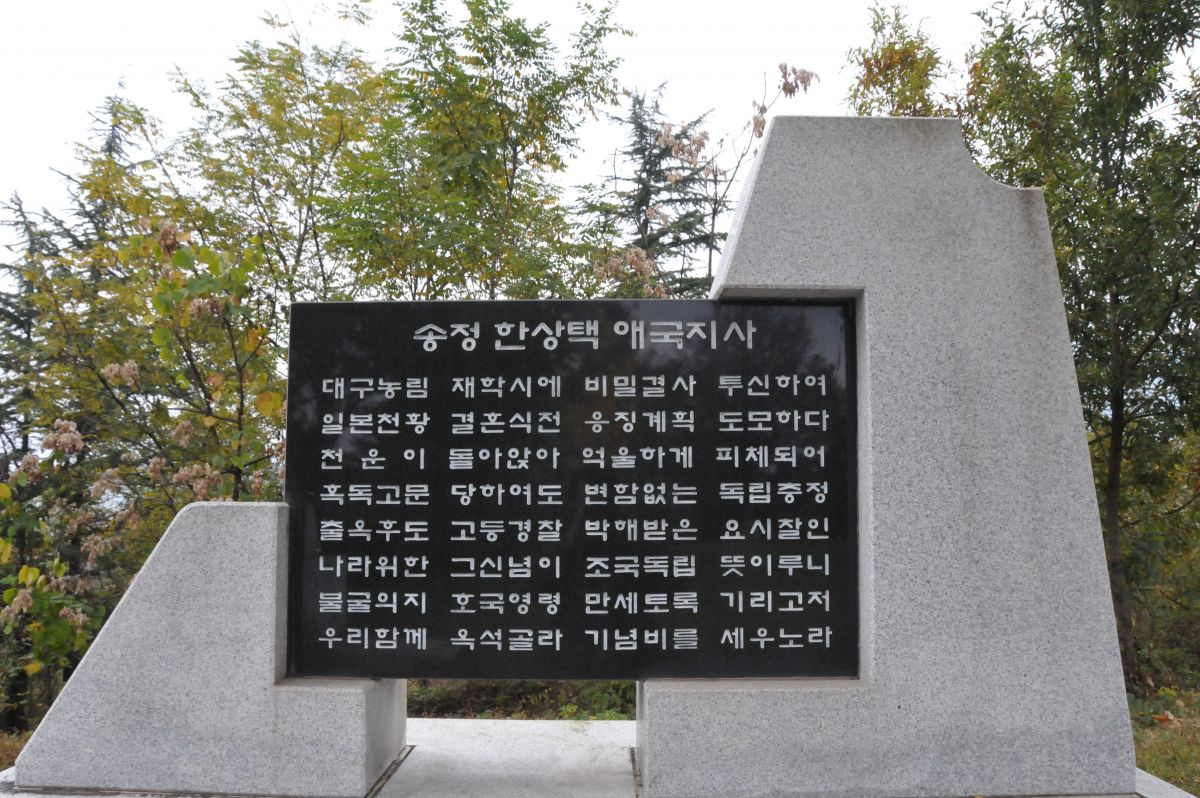 송정 한상택 애국지사
대구농림 재학시에 비밀결사 투신하여
일본천황 결혼식전 응징계획 도모하다
천 운 이 돌아앉아 억울하게 피체되어
혹독고문 당하여도 변함없는 독립충정
출옥후도 고등경찰 박해받은 요시찰인
나라위한 그신념이 조국독립 뜻이루니
불굴의지 호국영령 만세토록 기리고저
우리함께 옥석골라 기념비를 세우노라